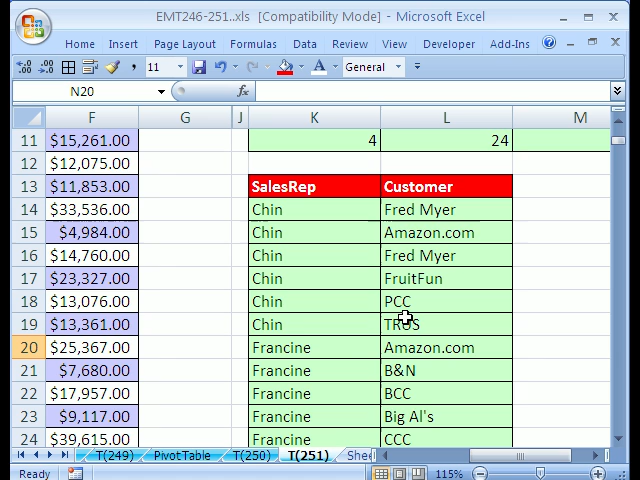 EMT246-251..xls [Compatibility Mode] - Microsoft Excel
Home Insert Page Layout Formulas Data Review View Developer Add-Ins
11 General
N20 fx
F G J K L M
11 $15,261.00 4 24
12 $12,075.00
13 $11,853.00 SalesRep Customer
14 $33,536.00 Chin Fred Myer
15 $4,984.00 Chin Amazon.com
16 $14,760.00 Chin Fred Myer
17 $23,327.00 Chin FruitFun
18 $13,076.00 Chin PCC
19 $13,361.00 Chin TRUS
20 $25,367.00 Francine Amazon.com
21 $7,680.00 Francine B&N
22 $17,957.00 Francine BCC
23 $9,117.00 Francine Big Al's
24 $39,615.00 Francine CCC
T(249) PivotTable T(250) T(251) Shee
Ready 115%